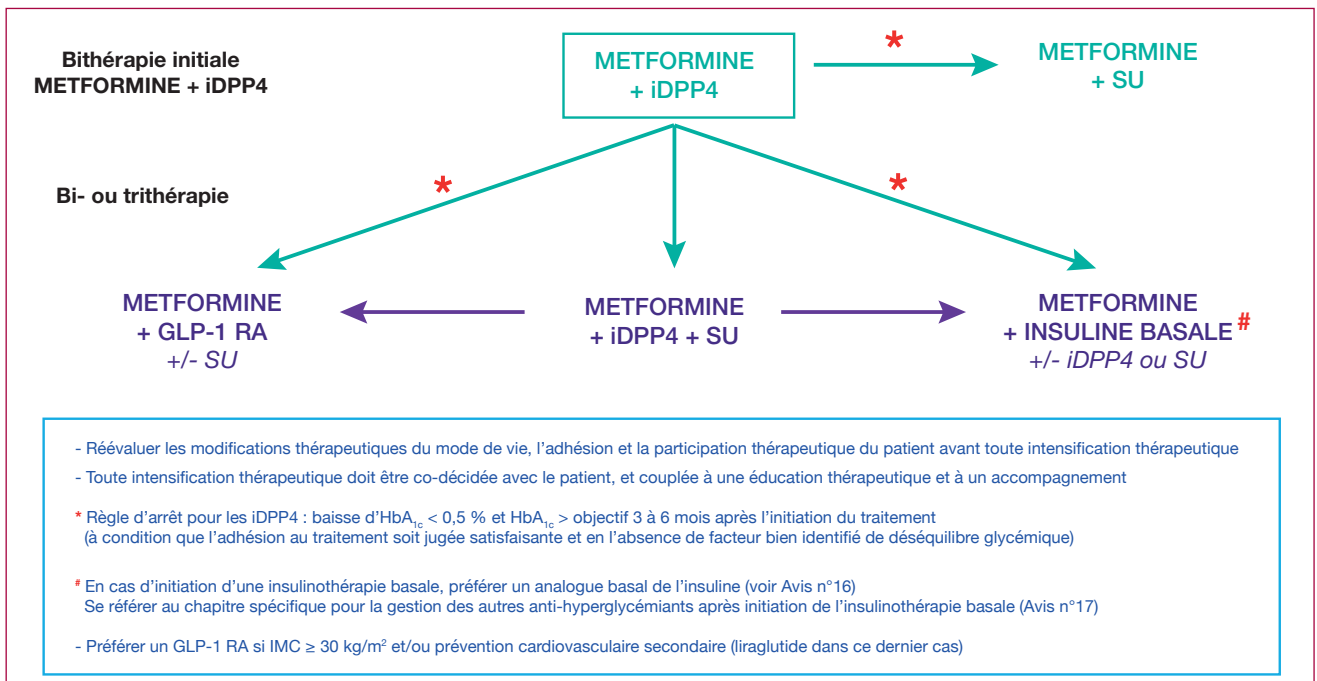 Bithérapie initiale
METFORMINE + iDPP4
METFORMINE
+ iDPP4
*
METFORMINE
+ SU
Bi- ou trithérapie
*
*
METFORMINE
+ GLP-1 RA
+/- SU
METFORMINE
+ iDPP4 + SU
METFORMINE
+ INSULINE BASALE #
+/- iDPP4 ou SU
- Réévaluer les modifications thérapeutiques du mode de vie, l'adhésion et la participation thérapeutique du patient avant toute intensification thérapeutique
- Toute intensification thérapeutique doit être co-décidée avec le patient, et couplée à une éducation thérapeutique et à un accompagnement
* Règle d'arrêt pour les iDPP4 : baisse d'HbA1c < 0,5 % et HbA1c > objectif 3 à 6 mois après l'initiation du traitement
(à condition que l'adhésion au traitement soit jugée satisfaisante et en l'absence de facteur bien identifié de déséquilibre glycémique)
# En cas d'initiation d'une insulinothérapie basale, préférer un analogue basal de l'insuline (voir Avis n°16)
Se référer au chapitre spécifique pour la gestion des autres anti-hyperglycémiants après initiation de l'insulinothérapie basale (Avis n°17)
- Préférer un GLP-1 RA si IMC ≥ 30 kg/m² et/ou prévention cardiovasculaire secondaire (liraglutide dans ce dernier cas)